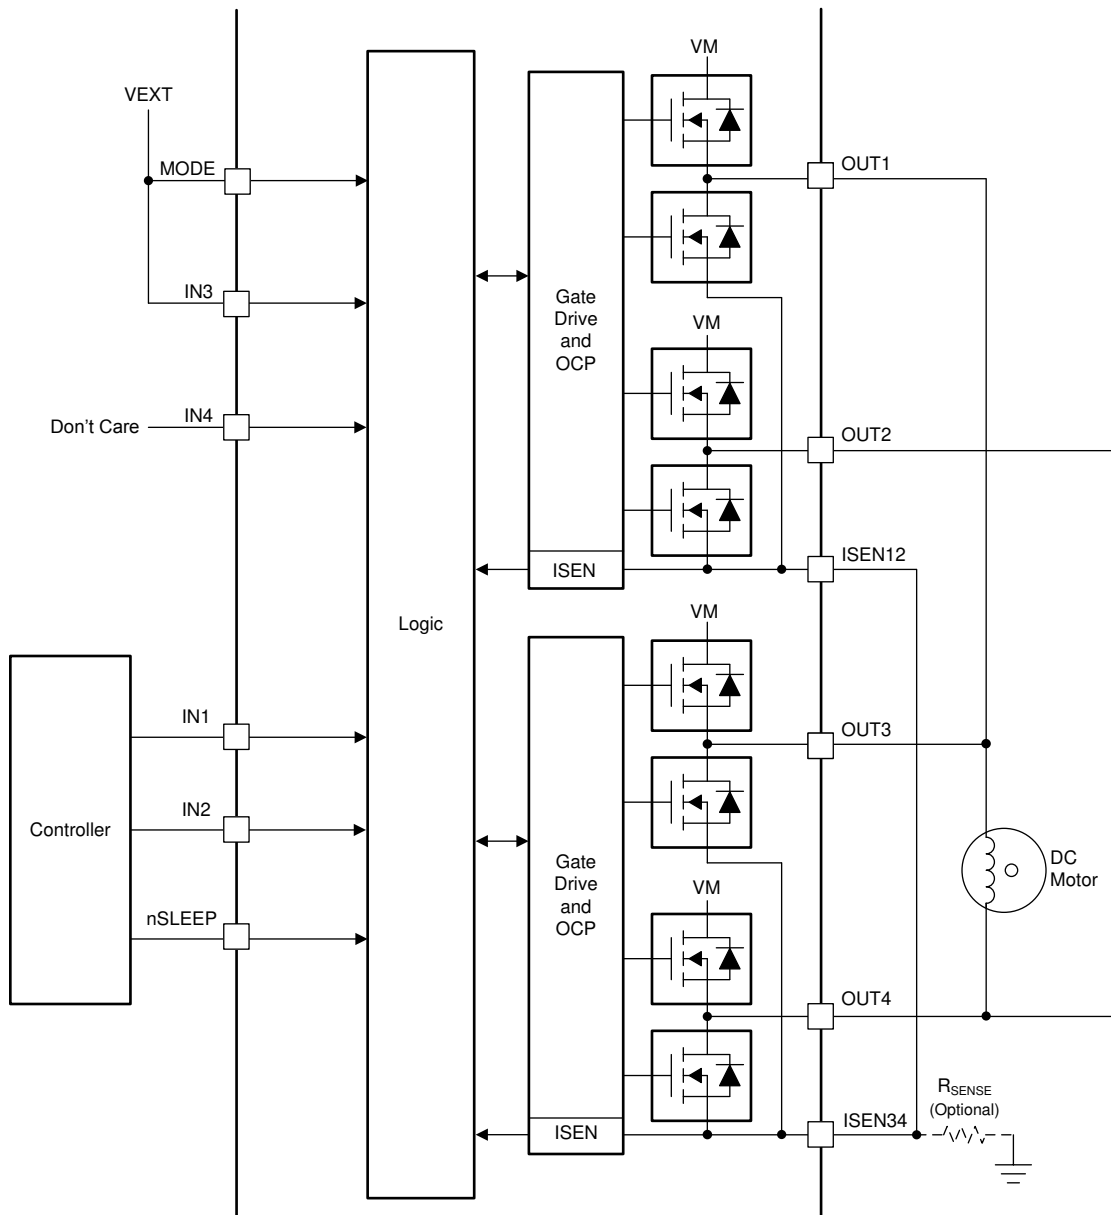 VM
VEXT
MODE
OUT1
IN3
Gate
Drive
and
OCP
VM
IN4
Don't Care
OUT2
ISEN
ISEN12
Logic
VM
IN1
OUT3
IN2
Controller
Gate
Drive
and
OCP
DC
Motor
VM
nSLEEP
OUT4
RSENSE
(Optional)
ISEN
ISEN34